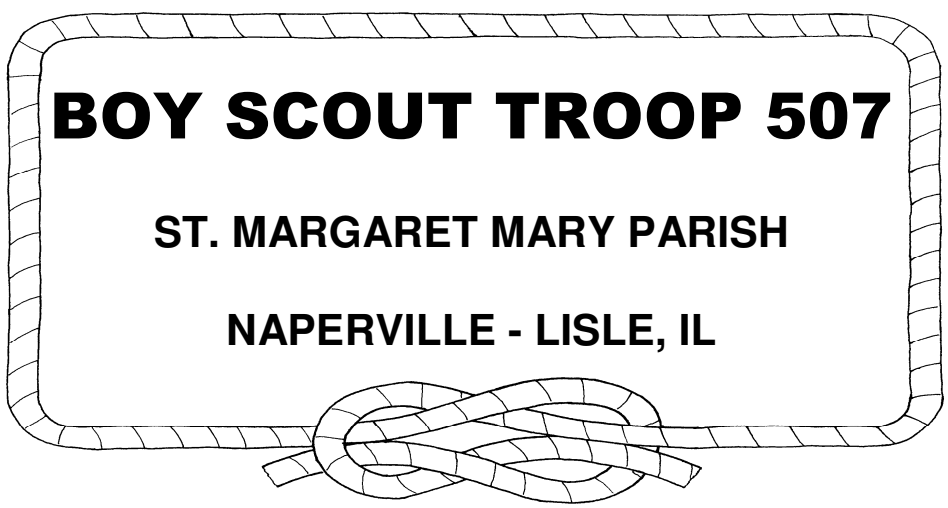 BOY SCOUT TROOP 507
ST. MARGARET MARY PARISH
NAPERVILLE - LISLE, IL